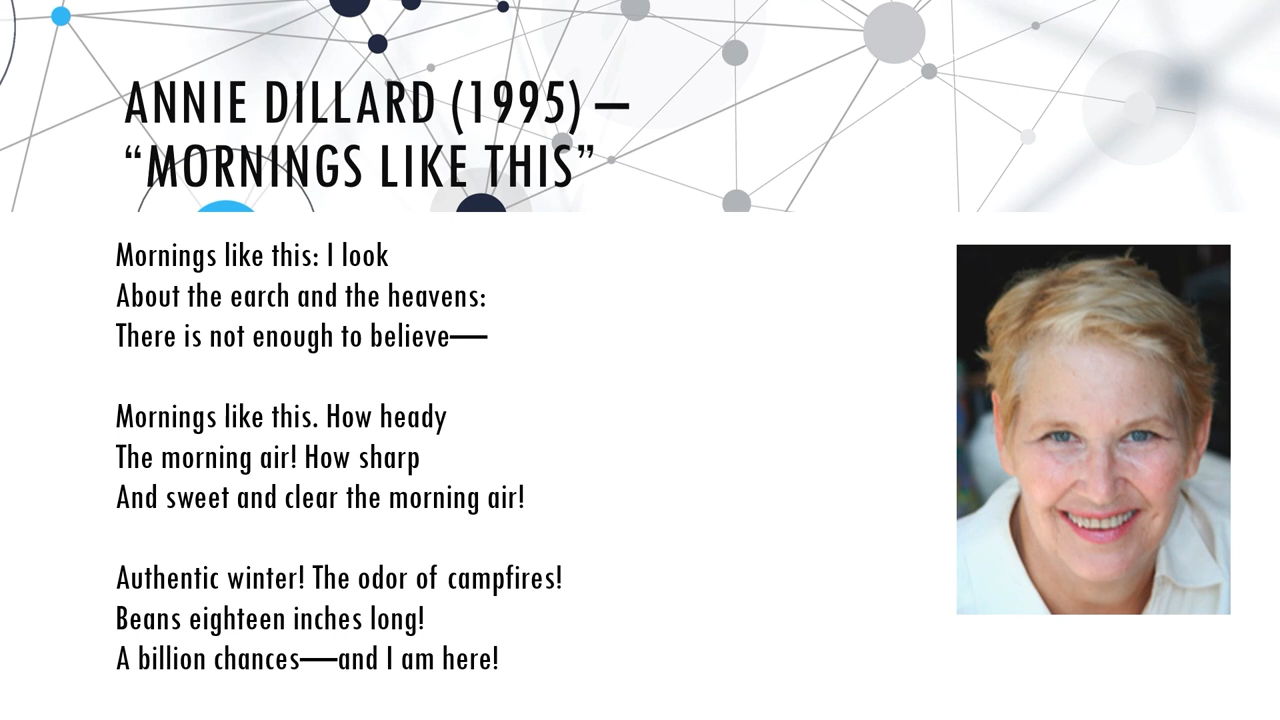 ANNIE DILLARD (1995) –
“MORNINGS LIKE THIS”
Mornings like this: I look
About the earch and the heavens:
There is not enough to believe—
Mornings like this. How heady
The morning air! How sharp
And sweet and clear the morning air!
Authentic winter! The odor of campfires!
Beans eighteen inches long!
A billion chances—and I am here!